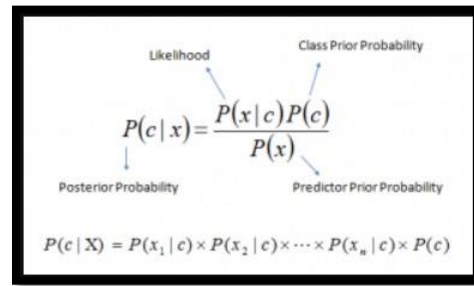 Likelihood
Class Prior Probability
P(c|x) = P(x|c)P(c) / P(x)
Posterior Probability
Predictor Prior Probability
P(c|X) = P(x₁|c) × P(x₂|c) × ⋯ × P(xₙ|c) × P(c)